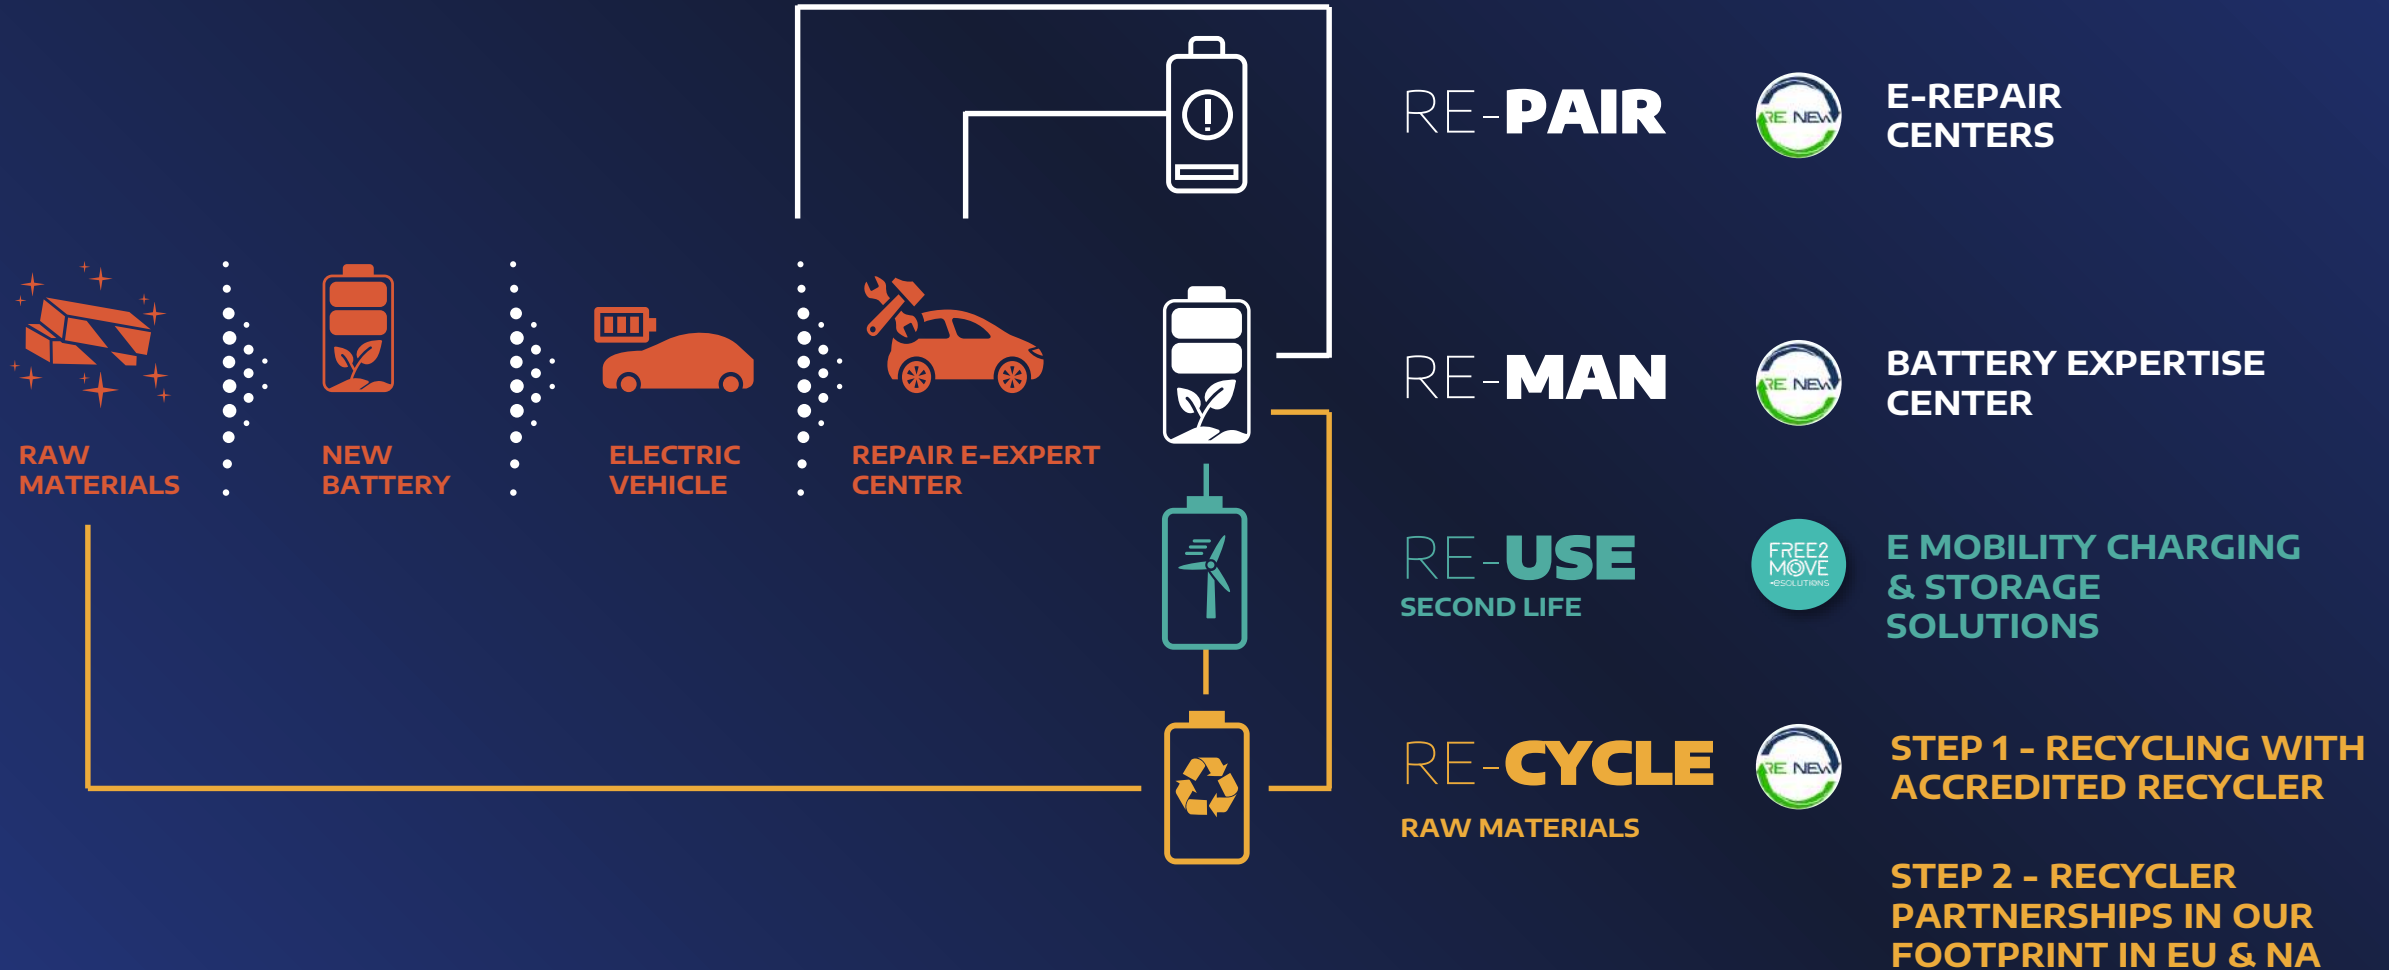 RE-PAIR
RE NEW
E-REPAIR
CENTERS
RAW
MATERIALS
NEW
BATTERY
ELECTRIC
VEHICLE
REPAIR E-EXPERT
CENTER
RE-MAN
RE NEW
BATTERY EXPERTISE
CENTER
RE-USE
SECOND LIFE
FREE2
MOVE
eSOLUTIONS
E MOBILITY CHARGING
& STORAGE
SOLUTIONS
RE-CYCLE
RAW MATERIALS
RE NEW
STEP 1 - RECYCLING WITH
ACCREDITED RECYCLER
STEP 2 - RECYCLER
PARTNERSHIPS IN OUR
FOOTPRINT IN EU & NA